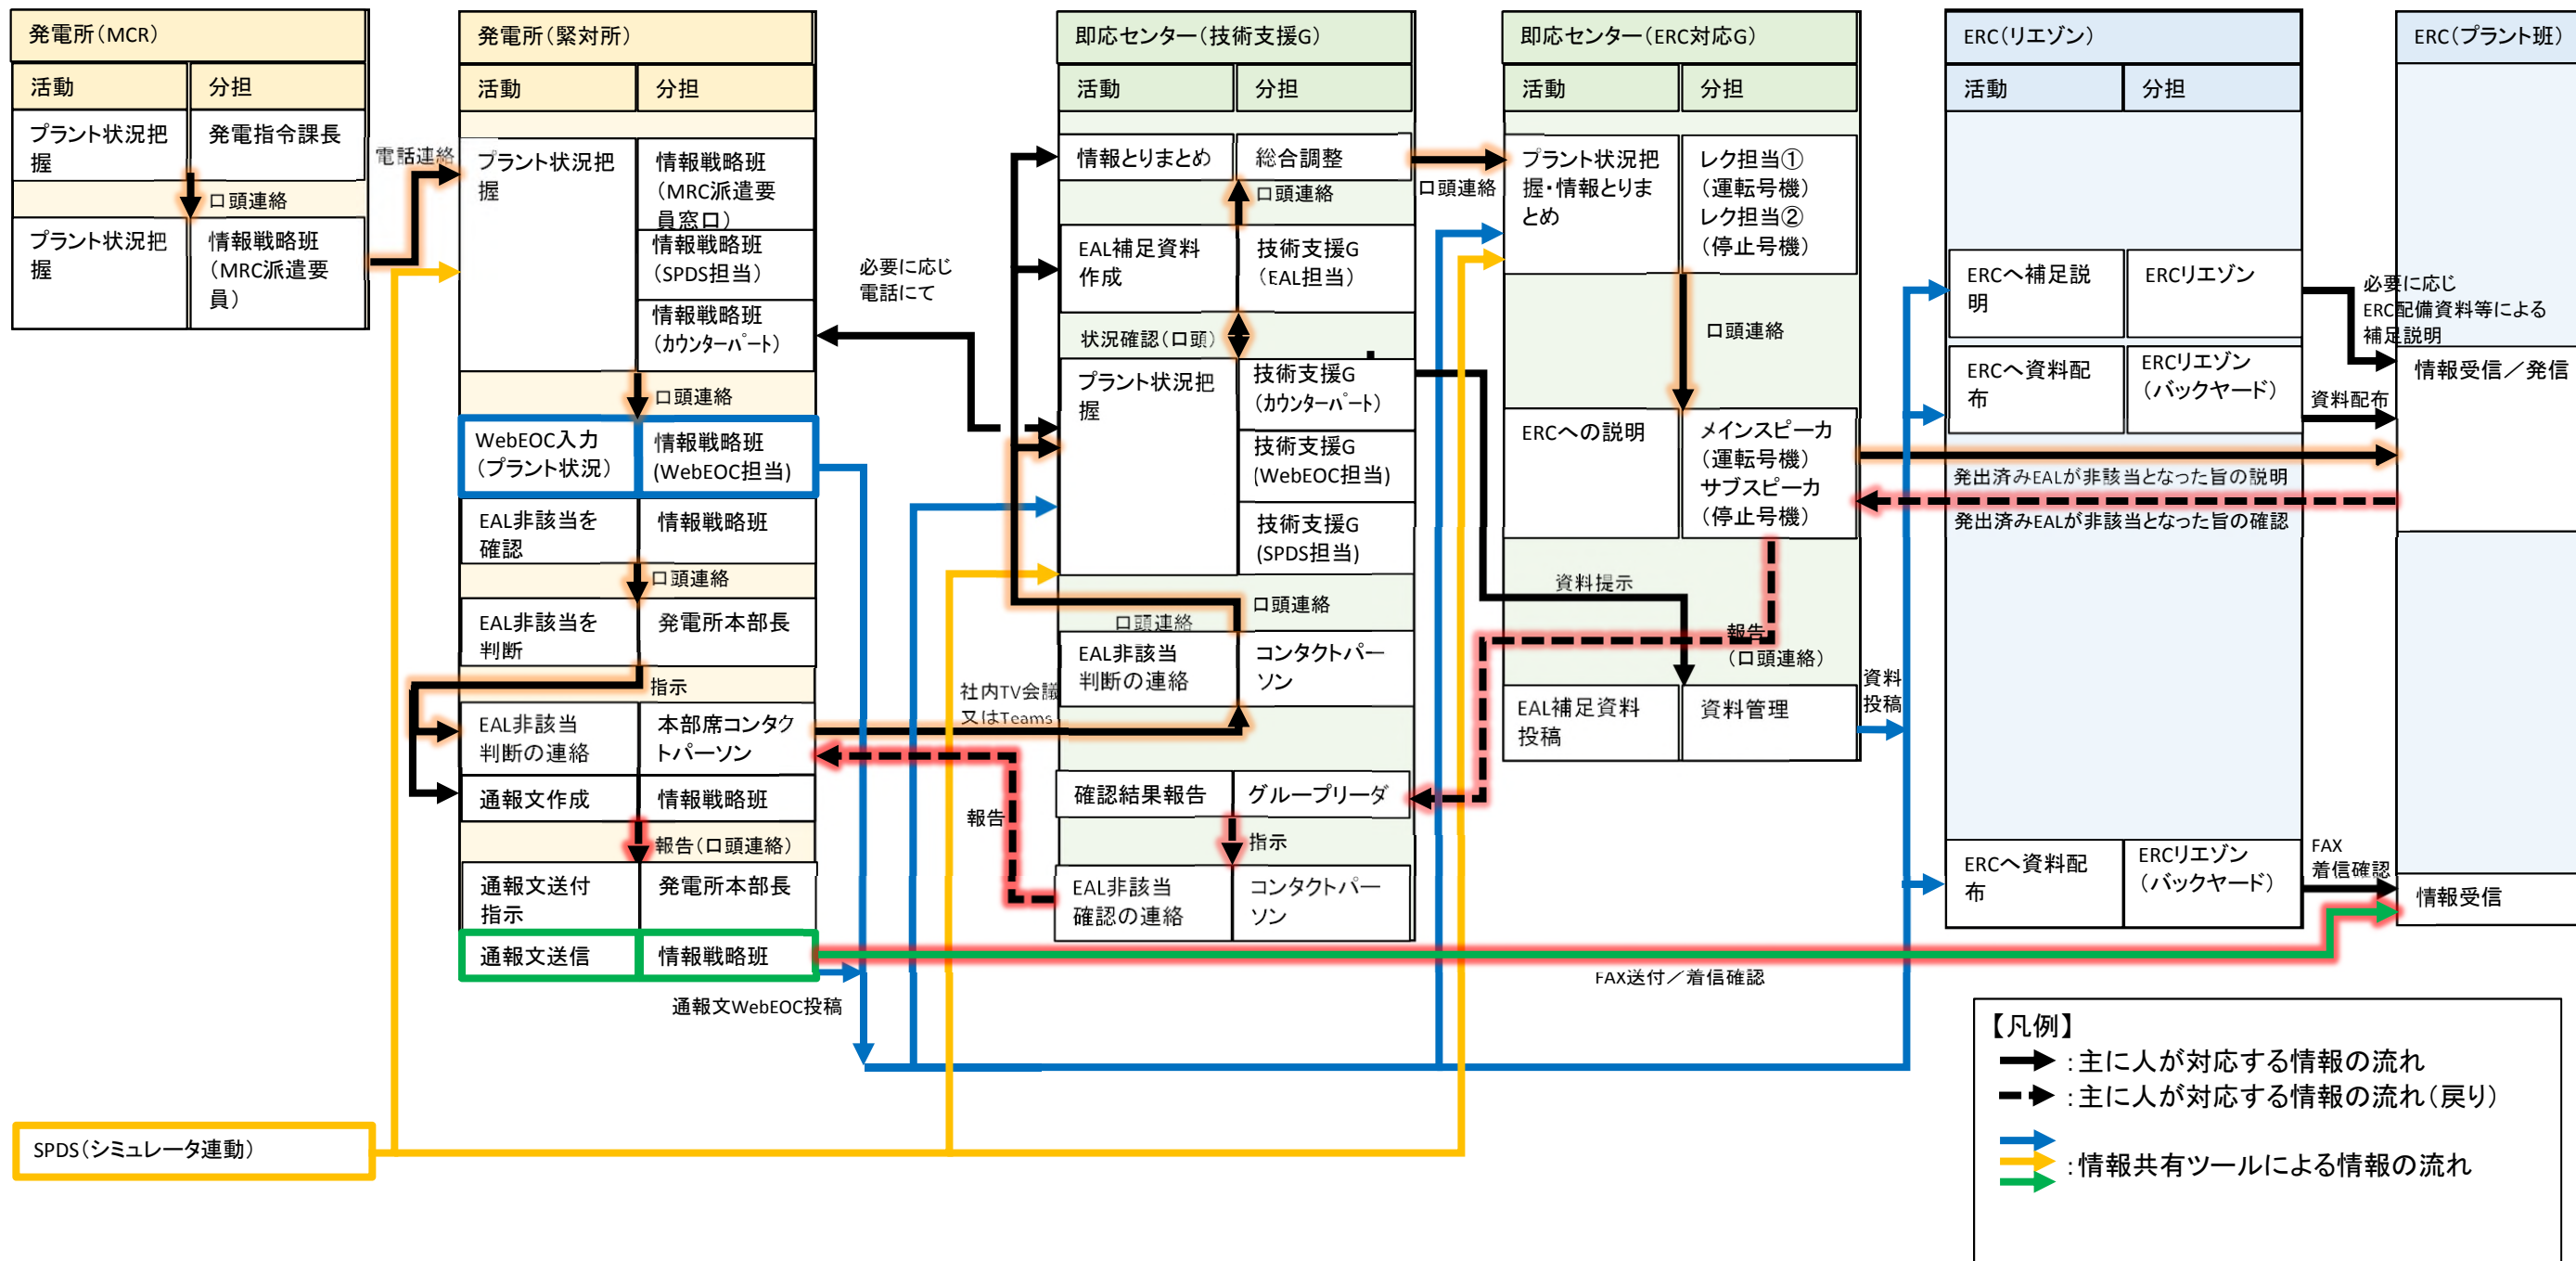 発電所（MCR）
活動
分担
プラント状況把
握
発電指令課長
口頭連絡
プラント状況把
握
情報戦略班
（MRC派遣要
員）
電話連絡
発電所（緊対所）
活動
分担
プラント状況把
握
情報戦略班
（MRC派遣要
員窓口）
情報戦略班
（SPDS担当）
情報戦略班
（カウンターパート）
口頭連絡
WebEOC入力
（プラント状況）
情報戦略班
(WebEOC担当)
EAL非該当を
確認
情報戦略班
口頭連絡
EAL非該当を
判断
発電所本部長
指示
EAL非該当
判断の連絡
本部席コンタク
トパーソン
通報文作成
情報戦略班
報告（口頭連絡）
通報文送付
指示
発電所本部長
通報文送信
情報戦略班
通報文WebEOC投稿
必要に応じ
電話にて
社内TV会議
又はTeams
報告
即応センター（技術支援G）
活動
分担
情報とりまとめ
総合調整
口頭連絡
EAL補足資料
作成
技術支援G
（EAL担当）
状況確認（口頭）
プラント状況把
握
技術支援G
（カウンターパート）
技術支援G
(WebEOC担当)
技術支援G
(SPDS担当)
口頭連絡
口頭連絡
EAL非該当
判断の連絡
コンタクトパー
ソン
確認結果報告
グループリーダ
指示
EAL非該当
確認の連絡
コンタクトパー
ソン
口頭連絡
即応センター（ERC対応G）
活動
分担
プラント状況把
握・情報とりま
とめ
レク担当①
（運転号機）
レク担当②
（停止号機）
口頭連絡
ERCへの説明
メインスピーカ
（運転号機）
サブスピーカ
（停止号機）
資料提示
報告
（口頭連絡）
EAL補足資料
投稿
資料管理
資料
投稿
FAX送付／着信確認
ERC（リエゾン）
活動
分担
ERCへ補足説
明
ERCリエゾン
ERCへ資料配
布
ERCリエゾン
（バックヤード）
発出済みEALが非該当となった旨の説明
発出済みEALが非該当となった旨の確認
ERCへ資料配
布
ERCリエゾン
（バックヤード）
必要に応じ
ERC配備資料等による
補足説明
資料配布
FAX
着信確認
ERC（プラント班）
情報受信／発信
情報受信
SPDS（シミュレータ連動）
【凡例】
：主に人が対応する情報の流れ
：主に人が対応する情報の流れ（戻り）
：情報共有ツールによる情報の流れ